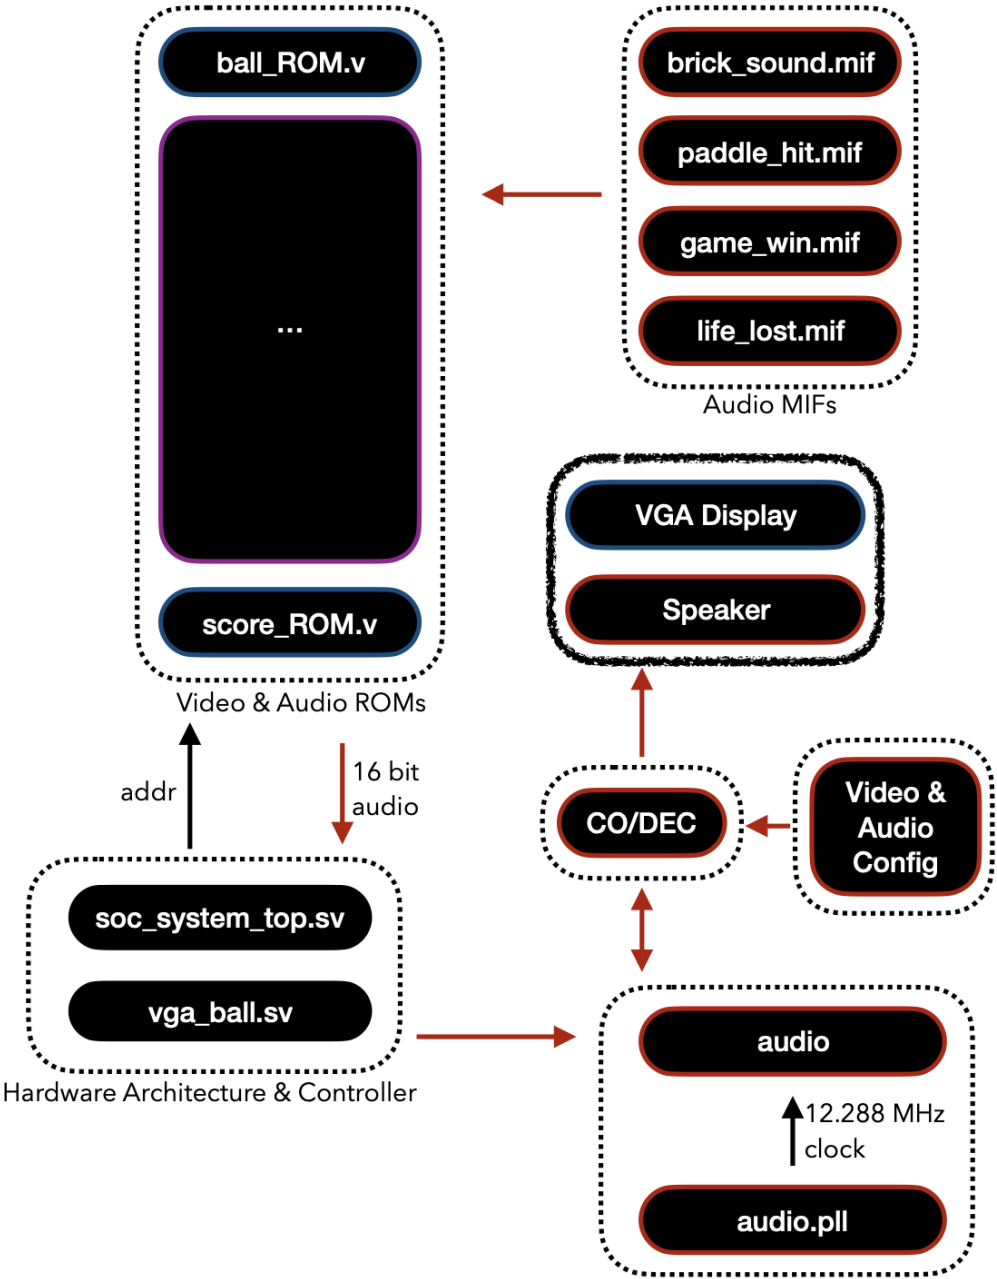 ball_ROM.v
...
score_ROM.v
Video & Audio ROMs
brick_sound.mif
paddle_hit.mif
game_win.mif
life_lost.mif
Audio MIFs
VGA Display
Speaker
addr
16 bit
audio
CO/DEC
Video &
Audio
Config
soc_system_top.sv
vga_ball.sv
Hardware Architecture & Controller
audio
12.288 MHz
clock
audio.pll